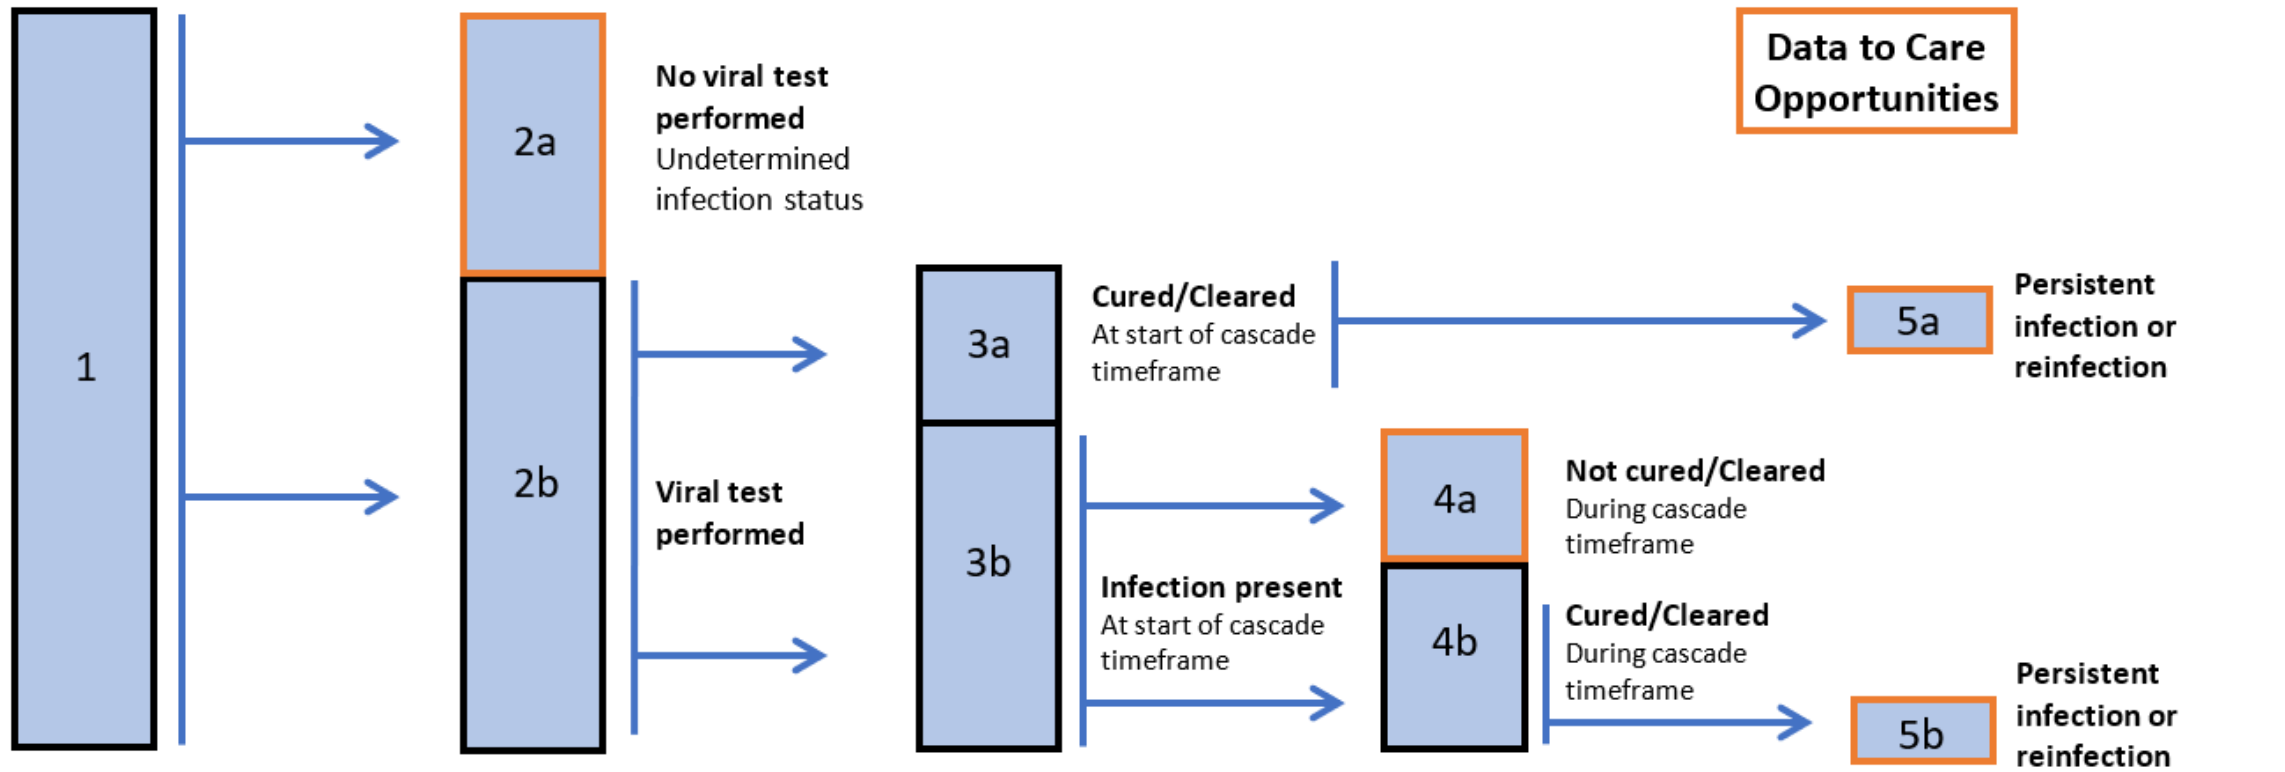 1
2a
No viral test
performed
Undetermined
infection status
2b
Viral test
performed
3a
Cured/Cleared
At start of cascade
timeframe
3b
Infection present
At start of cascade
timeframe
4a
Not cured/Cleared
During cascade
timeframe
4b
Cured/Cleared
During cascade
timeframe
Data to Care
Opportunities
5a
Persistent
infection or
reinfection
5b
Persistent
infection or
reinfection